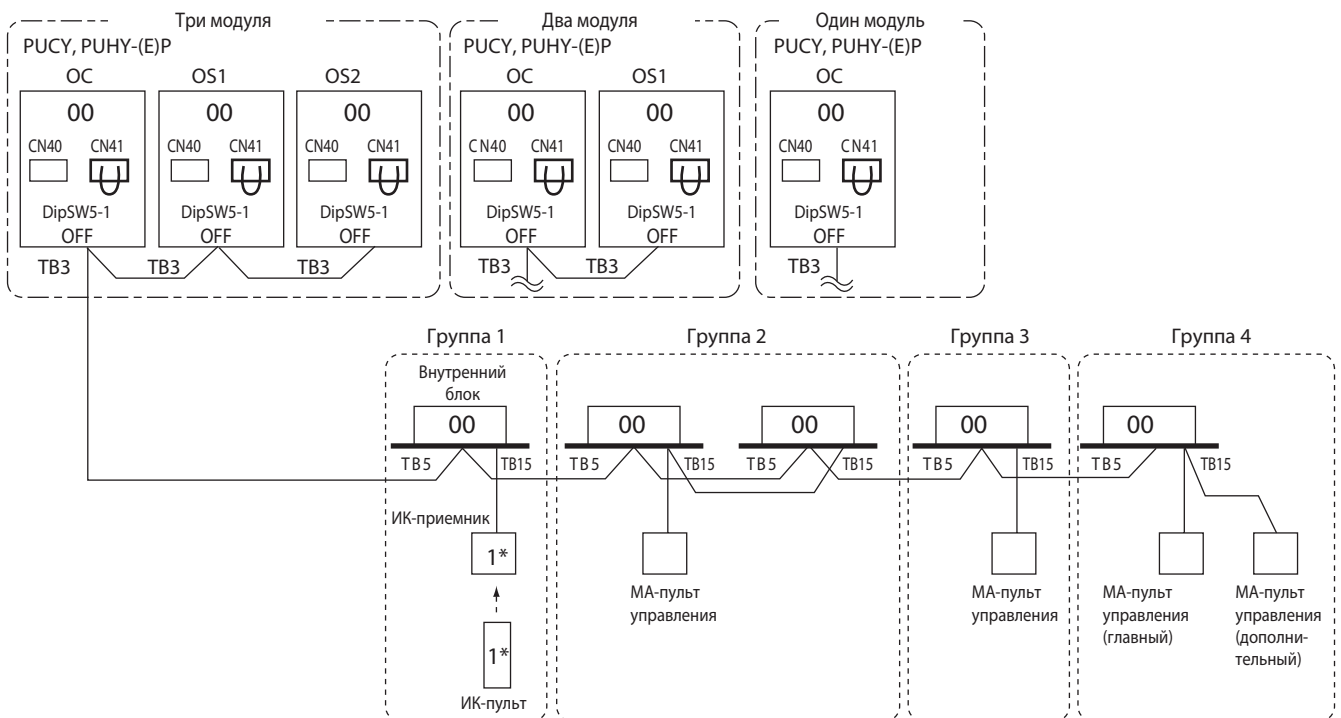 Три модуля
Два модуля
Один модуль
PUCY, PUHY-(E)P
PUCY, PUHY-(E)P
PUCY, PUHY-(E)P
OC OS1 OS2
OC OS1
OC
00 00 00
00 00
00
CN40 CN41 CN40 CN41 CN40 CN41
CN40 CN41 CN40 CN41
CN40 CN41
DipSW5-1 DipSW5-1 DipSW5-1
DipSW5-1 DipSW5-1
DipSW5-1
OFF OFF OFF
OFF OFF
OFF
TB3 TB3 TB3
TB3 TB3
TB3
Группа 1
Группа 2
Группа 3
Группа 4
Внутренний
блок
00
00 00
00
00
TB5 TB15
TB5 TB15 TB5 TB15
TB5 TB15
TB5 TB15
ИК-приемник
1*
1*
ИК-пульт
МА-пульт
управления
МА-пульт
управления
МА-пульт
управления
(главный)
МА-пульт
управления
(дополни-
тельный)